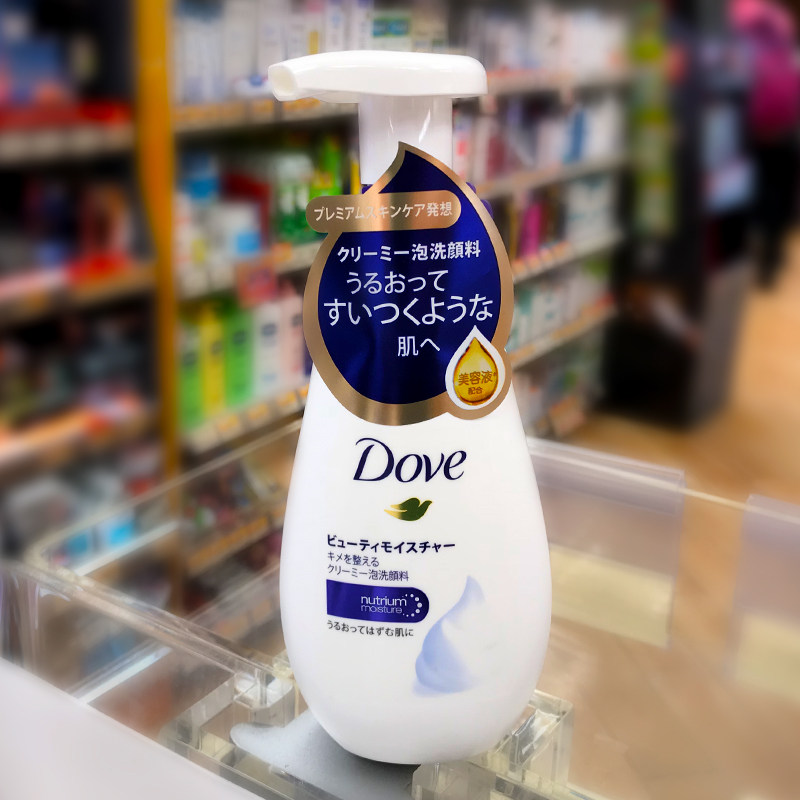 プレミアムスキンケア発想
クリーミー泡洗顔料
うるおって
すいつくような
肌へ
美容液*
配合
Dove
ビューティモイスチャー
キメを整える
クリーミー泡洗顔料
nutrium
moisture
うるおってはずむ肌に